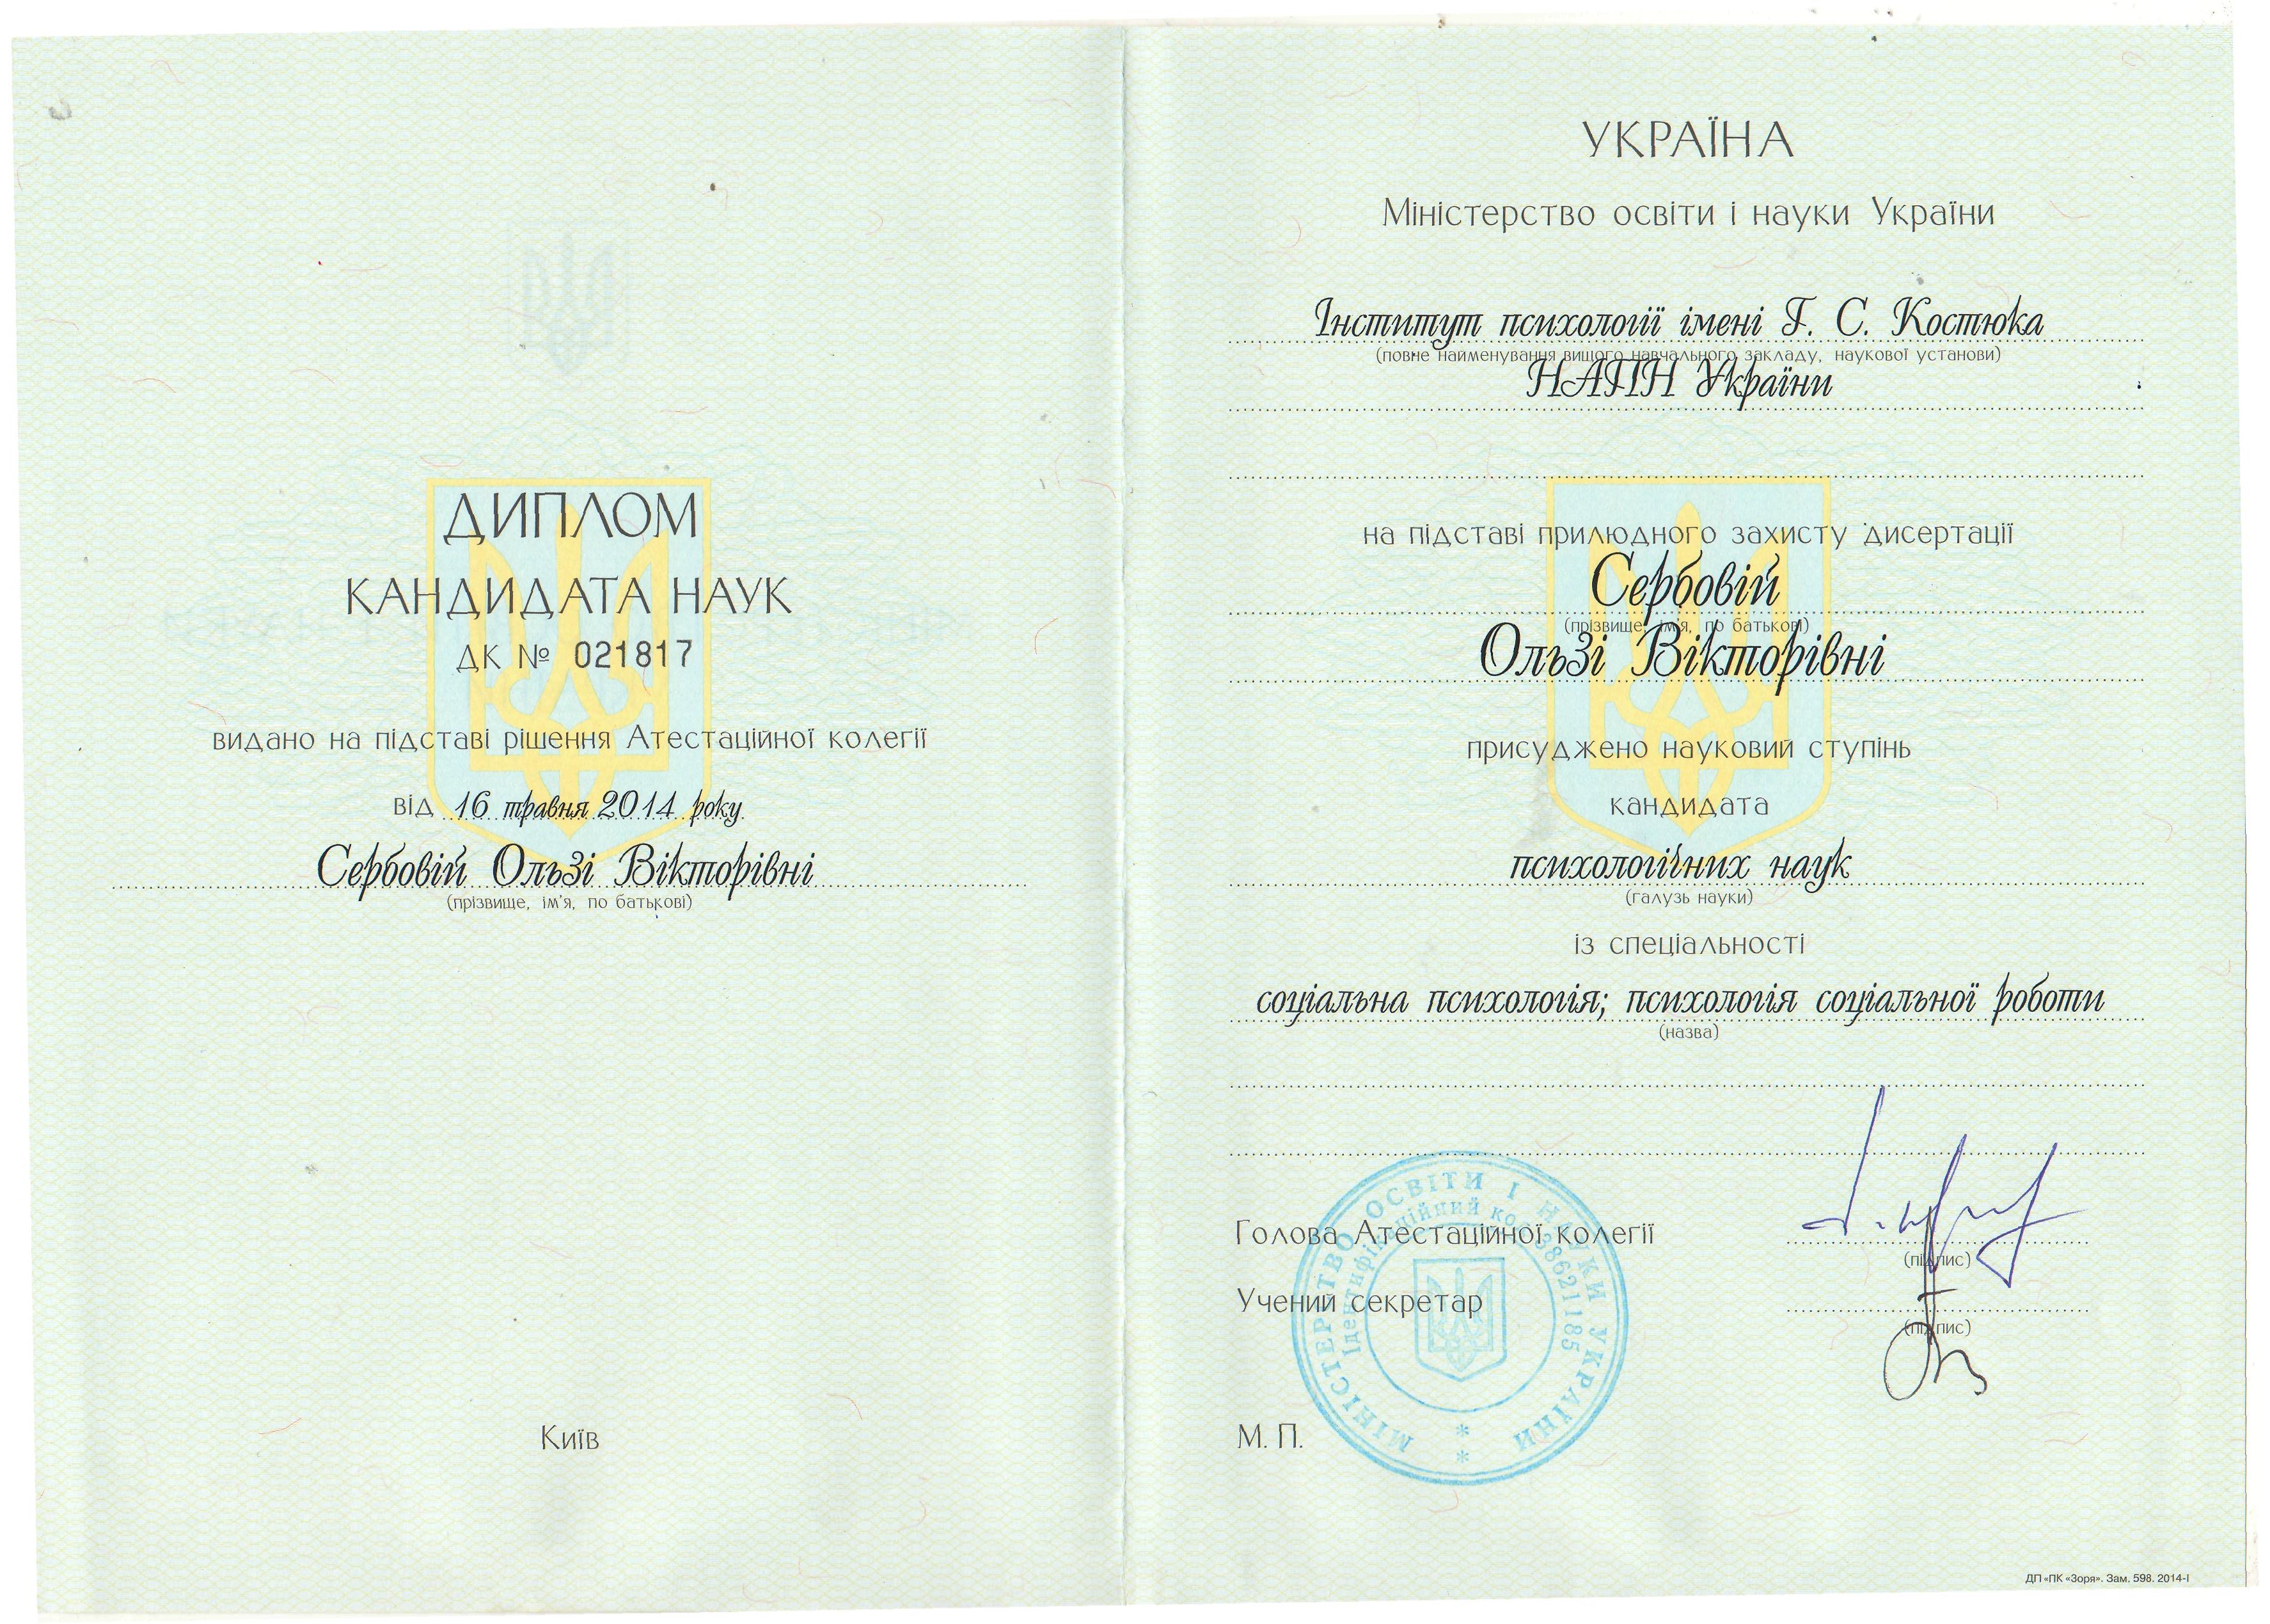 ДИПЛОМ
КАНДИДАТА НАУК
ДК № 021817
видано на підставі рішення Атестаційної колегії
від 16 травня 2014 року
Сербовій Ользі Вікторівні
(прізвище, ім'я, по батькові)
Київ
УКРАЇНА
Міністерство освіти і науки України
Інститут психології імені Г. С. Костюка
(повне найменування вищого навчального закладу, наукової установи)
НАПН України
на підставі прилюдного захисту дисертації
Сербовій
(прізвище, ім'я, по батькові)
Ользі Вікторівні
присуджено науковий ступінь
кандидата
психологічних наук
(галузь науки)
із спеціальності
соціальна психологія; психологія соціальної роботи
(назва)
Голова Атестаційної колегії
(підпис)
Учений секретар
(підпис)
М. П.
МІНІСТЕРСТВО ОСВІТИ І НАУКИ УКРАЇНИ
Ідентифікаційний код 38621185
ДП «ПК «Зоря». Зам. 598. 2014-І